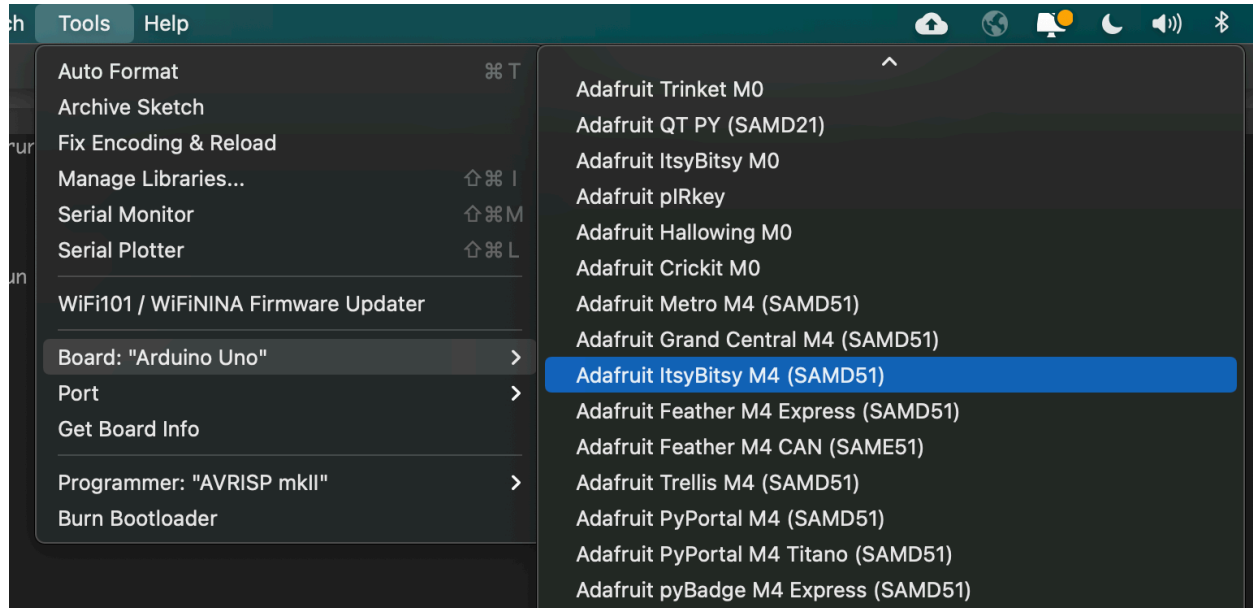 Tools Help
Auto Format ⌘ T
Archive Sketch
Fix Encoding & Reload
Manage Libraries... ⇧ ⌘ I
Serial Monitor ⇧ ⌘ M
Serial Plotter ⇧ ⌘ L
WiFi101 / WiFiNINA Firmware Updater
Board: "Arduino Uno"
Port
Get Board Info
Programmer: "AVRISP mkII"
Burn Bootloader
Adafruit Trinket M0
Adafruit QT PY (SAMD21)
Adafruit ItsyBitsy M0
Adafruit pIRkey
Adafruit Hallowing M0
Adafruit Crickit M0
Adafruit Metro M4 (SAMD51)
Adafruit Grand Central M4 (SAMD51)
Adafruit ItsyBitsy M4 (SAMD51)
Adafruit Feather M4 Express (SAMD51)
Adafruit Feather M4 CAN (SAME51)
Adafruit Trellis M4 (SAMD51)
Adafruit PyPortal M4 (SAMD51)
Adafruit PyPortal M4 Titano (SAMD51)
Adafruit pyBadge M4 Express (SAMD51)